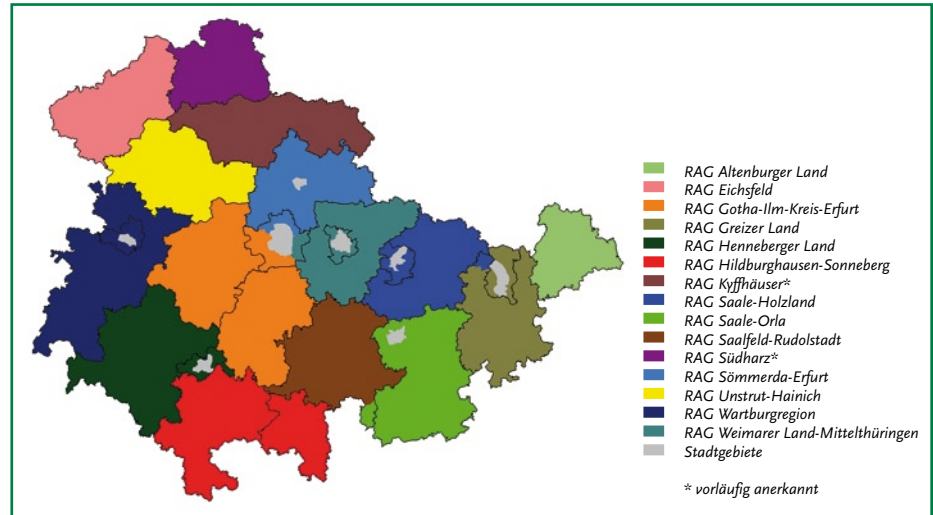 RAG Altenburger Land
RAG Eichsfeld
RAG Gotha-Ilm-Kreis-Erfurt
RAG Greizer Land
RAG Henneberger Land
RAG Hildburghausen-Sonneberg
RAG Kyffhäuser*
RAG Saale-Holzland
RAG Saale-Orla
RAG Saalfeld-Rudolstadt
RAG Südharz*
RAG Sömmerda-Erfurt
RAG Unstrut-Hainich
RAG Wartburgregion
RAG Weimarer Land-Mittelthüringen
Stadtgebiete
* vorläufig anerkannt